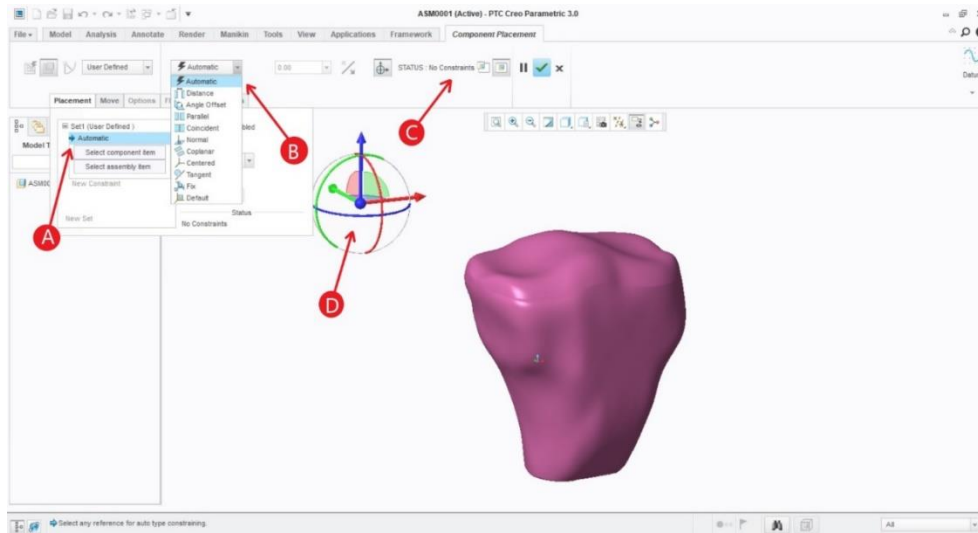 ASM0001 (Active) - PTC Creo Parametric 3.0
File Model Analysis Annotate Render Manikin Tools View Applications Framework Component Placement
User Defined Automatic 0.00 STATUS : No Constraints
Datu
Automatic
Distance
Angle Offset
Parallel
Coincident
Normal
Coplanar
Centered
Tangent
Fix
Default
Placement Move Options
Set1 (User Defined )
Automatic
Select component item
Select assembly item
New Constraint
New Set
bled
Status
No Constraints
Model T
ASM00
A
B
C
D
Select any reference for auto type constraining.
All